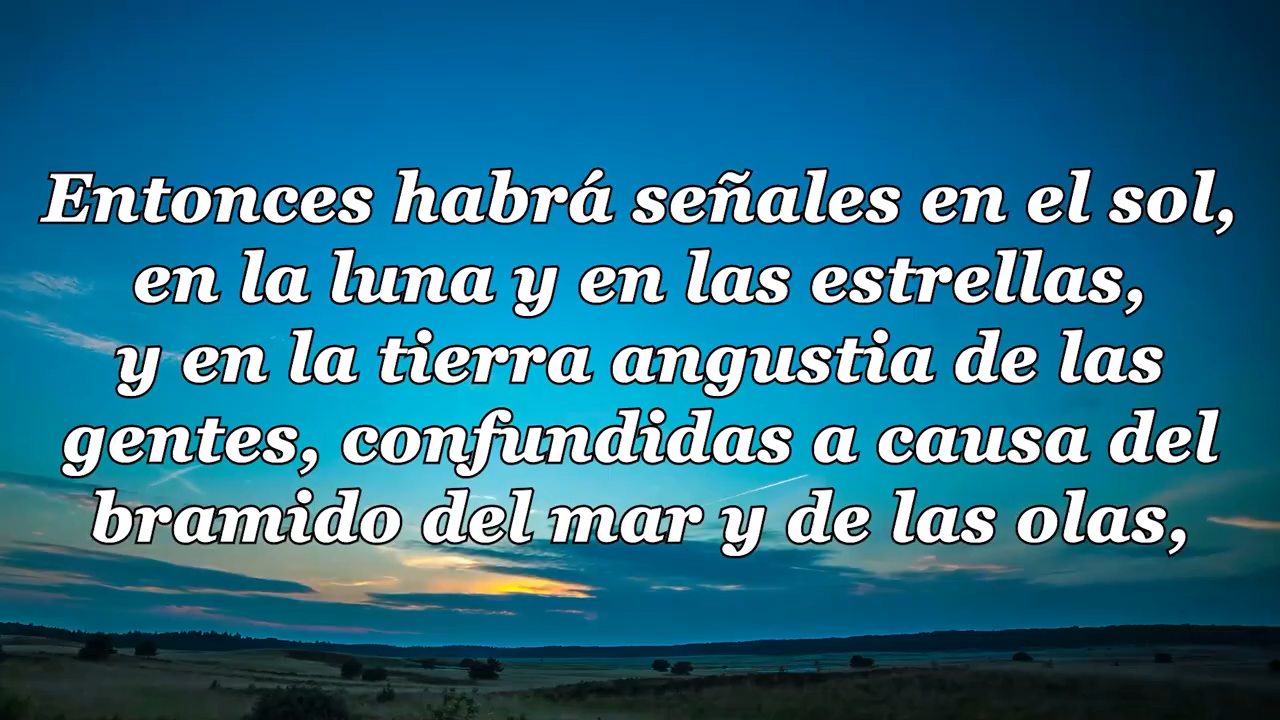 Entonces habrá señales en el sol,
en la luna y en las estrellas,
y en la tierra angustia de las
gentes, confundidas a causa del
bramido del mar y de las olas,